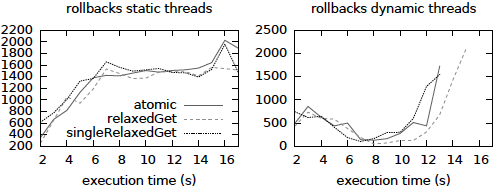 rollbacks static threads
2200
2000
1800
1600
1400
1200
1000
800
600
400
200
atomic
relaxedGet
singleRelaxedGet
2 4 6 8 10 12 14 16
execution time (s)
rollbacks dynamic threads
2500
2000
1500
1000
500
0
2 4 6 8 10 12 14 16
execution time (s)